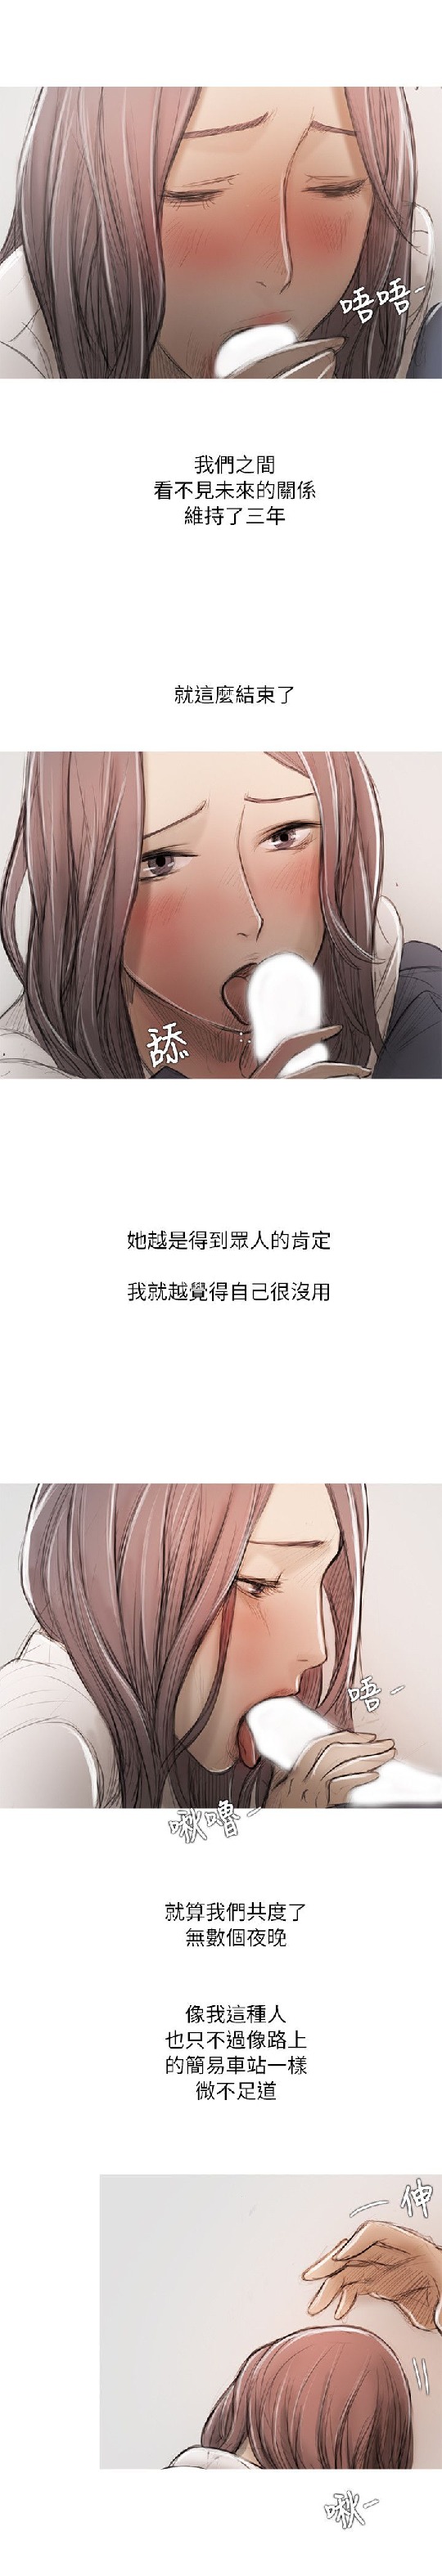 唔唔-
我們之間
看不見未來的關係
維持了三年
就這麼結束了
舔
她越是得到眾人的肯定
我就越覺得自己很沒用
唔-
啾嚕-
就算我們共度了
無數個夜晚
像我這種人
也只不過像路上
的簡易車站一樣
微不足道
一伸
啾-